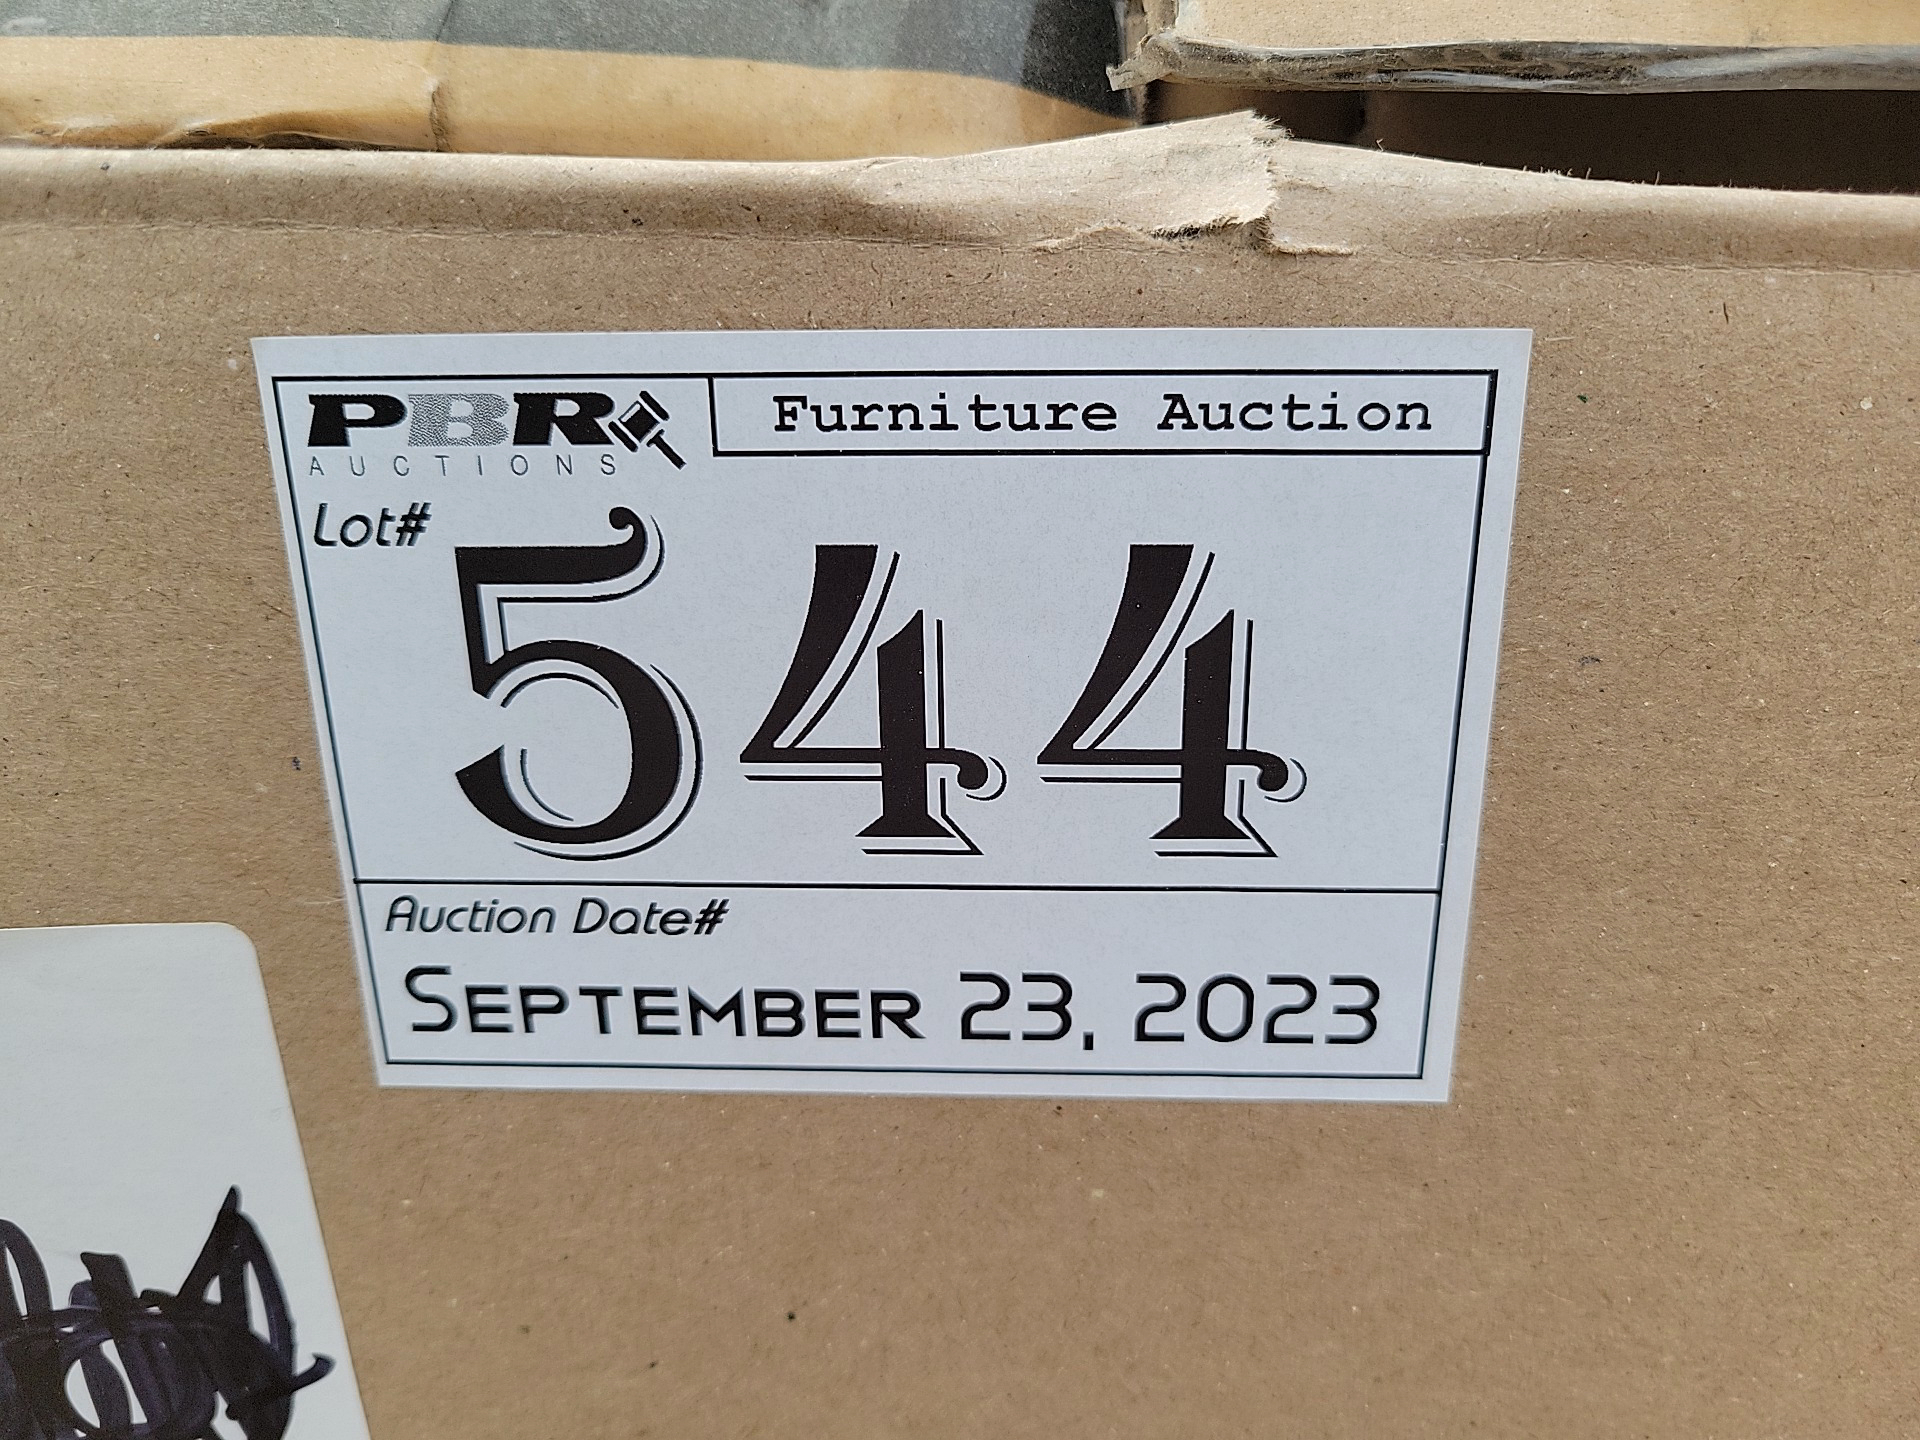 PBR
AUCTIONS
Furniture Auction
Lot#
544
Auction Date#
September 23, 2023